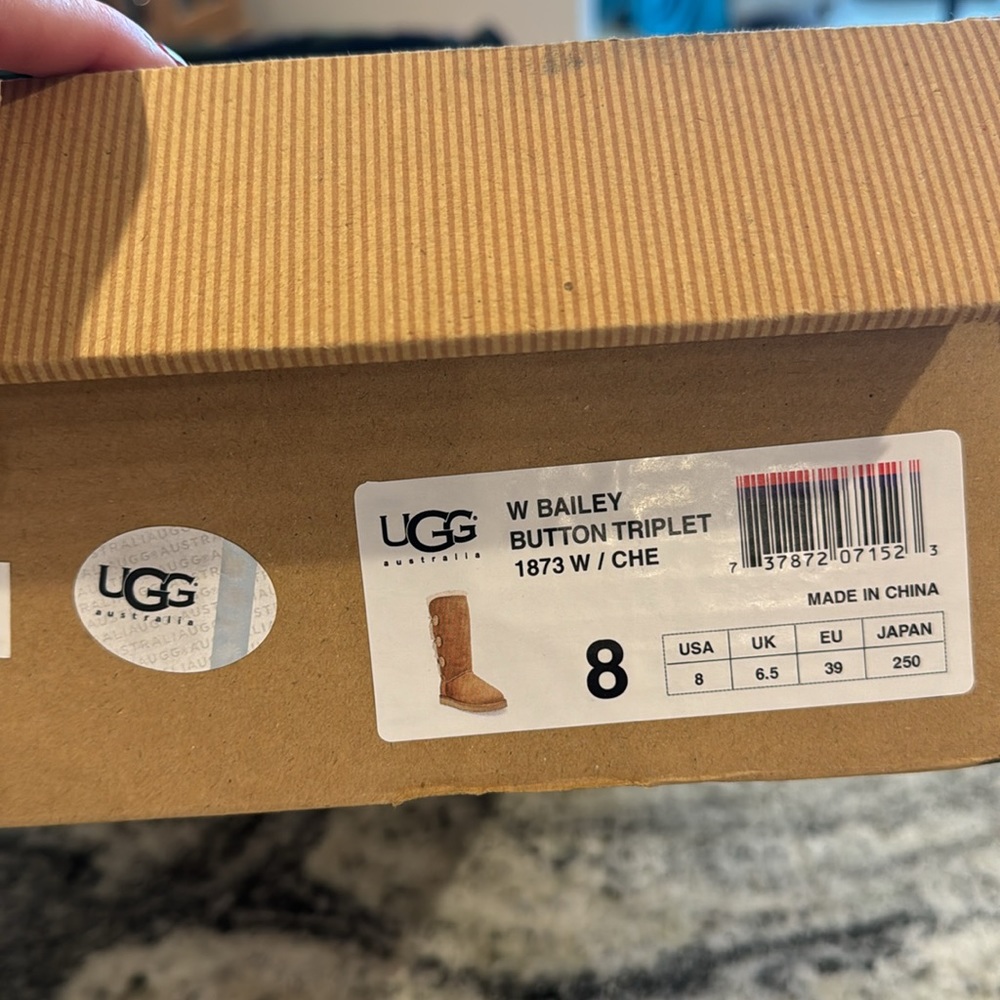 UGG
australia
UGG
australia
W BAILEY
BUTTON TRIPLET
1873 W / CHE
7 37872 07152 3
MADE IN CHINA
8
USA UK EU JAPAN
8 6.5 39 250